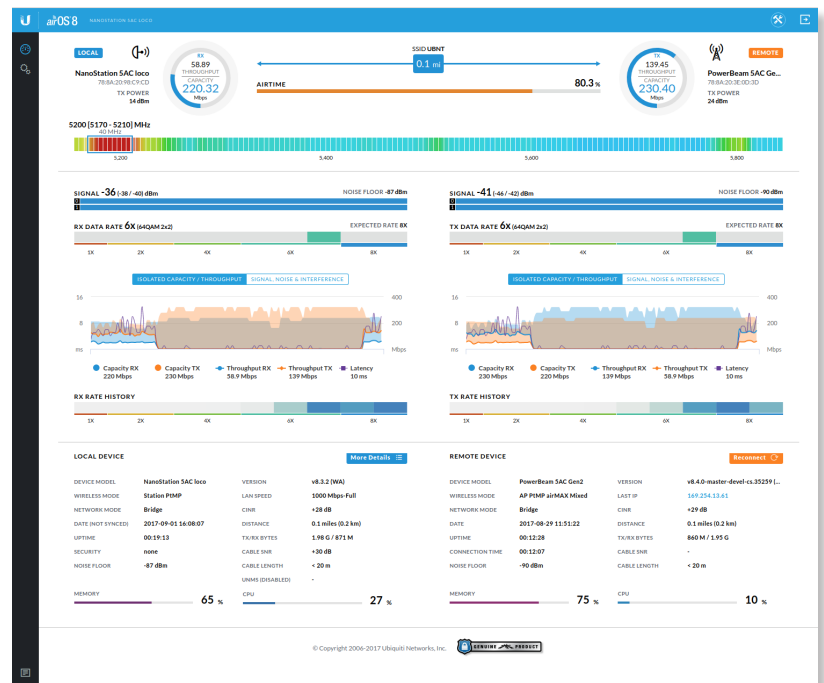 U airOS 8 NANOSTATION 5AC LOCO
LOCAL
NanoStation 5AC loco
78:8A:20:98:C9:CD
TX POWER
14 dBm
RX
58.89
THROUGHPUT
CAPACITY
220.32
Mbps
SSID UBNT
0.1 mi
AIRTIME 80.3 %
TX
139.45
THROUGHPUT
CAPACITY
230.40
Mbps
REMOTE
PowerBeam 5AC Ge...
78:8A:20:3E:0D:3D
TX POWER
24 dBm
5200 [5170 - 5210] MHz
40 MHz
5,200 5,400 5,600 5,800
SIGNAL -36 (-38 / -40) dBm NOISE FLOOR -87 dBm
0
1
RX DATA RATE 6X (64QAM 2x2) EXPECTED RATE 8X
1X 2X 4X 6X 8X
ISOLATED CAPACITY / THROUGHPUT SIGNAL, NOISE & INTERFERENCE
16 400
8 200
ms Mbps
Capacity RX Capacity TX Throughput RX Throughput TX Latency
220 Mbps 230 Mbps 58.9 Mbps 139 Mbps 10 ms
RX RATE HISTORY
1X 2X 4X 6X 8X
SIGNAL -41 (-46 / -42) dBm NOISE FLOOR -90 dBm
0
1
TX DATA RATE 6X (64QAM 2x2) EXPECTED RATE 8X
1X 2X 4X 6X 8X
ISOLATED CAPACITY / THROUGHPUT SIGNAL, NOISE & INTERFERENCE
16 400
8 200
ms Mbps
Capacity RX Capacity TX Throughput RX Throughput TX Latency
230 Mbps 220 Mbps 139 Mbps 58.9 Mbps 10 ms
TX RATE HISTORY
1X 2X 4X 6X 8X
LOCAL DEVICE More Details
DEVICE MODEL NanoStation 5AC loco VERSION v8.3.2 (WA)
WIRELESS MODE Station PtMP LAN SPEED 1000 Mbps-Full
NETWORK MODE Bridge CINR +28 dB
DATE (NOT SYNCED) 2017-09-01 16:08:07 DISTANCE 0.1 miles (0.2 km)
UPTIME 00:19:13 TX/RX BYTES 1.98 G / 871 M
SECURITY none CABLE SNR +30 dB
NOISE FLOOR -87 dBm CABLE LENGTH < 20 m
UNMS (DISABLED) -
MEMORY 65 % CPU 27 %
REMOTE DEVICE Reconnect
DEVICE MODEL PowerBeam 5AC Gen2 VERSION v8.4.0-master-devel-cs.35259 (...
WIRELESS MODE AP PtMP airMAX Mixed LAST IP 169.254.13.61
NETWORK MODE Bridge CINR +29 dB
DATE 2017-08-29 11:51:22 DISTANCE 0.1 miles (0.2 km)
UPTIME 00:12:28 TX/RX BYTES 860 M / 1.95 G
CONNECTION TIME 00:12:07 CABLE SNR -
NOISE FLOOR -90 dBm CABLE LENGTH < 20 m
MEMORY 75 % CPU 10 %
© Copyright 2006-2017 Ubiquiti Networks, Inc. GENUINE PRODUCT